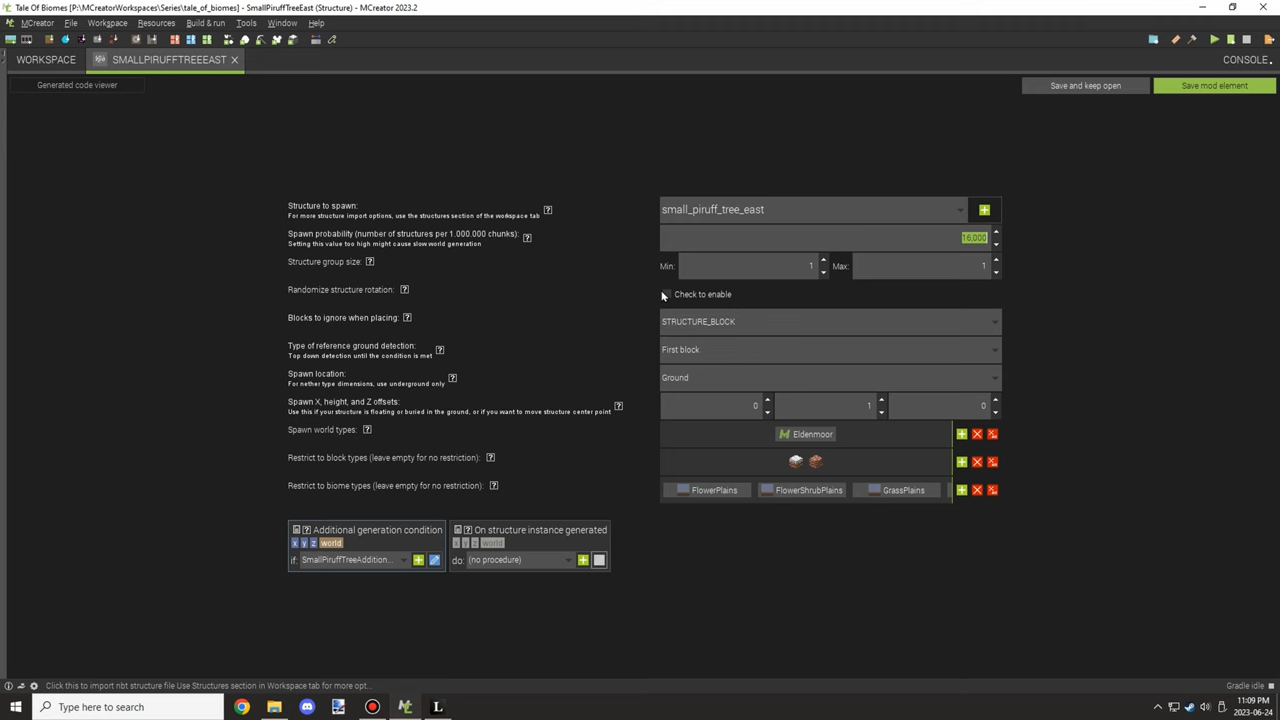 Tale Of Biomes [P:\MCreatorWorkspaces\Series\tale_of_biomes] - SmallPiruffTreeEast (Structure) - MCreator 2023.2
MCreator File Workspace Resources Build & run Tools Window Help
WORKSPACE SMALLPIRUFFTREEEAST CONSOLE
Generated code viewer Save and keep open Save mod element
Structure to spawn: ? small_piruff_tree_east
For more structure import options, use the structures section of the workspace tab
Spawn probability (number of structures per 1.000.000 chunks): ? 16,000
Setting this value too high might cause slow world generation
Structure group size: ? Min: 1 Max: 1
Randomize structure rotation: ? Check to enable
Blocks to ignore when placing: ? STRUCTURE_BLOCK
Type of reference ground detection: ? First block
Top down detection until the condition is met
Spawn location: ? Ground
For nether type dimensions, use underground only
Spawn X, height, and Z offsets: ? 0 1 0
Use this if your structure is floating or buried in the ground, or if you want to move structure center point
Spawn world types: ? Eldenmoor
Restrict to block types (leave empty for no restriction): ?
Restrict to biome types (leave empty for no restriction): ? FlowerPlains FlowerShrubPlains GrassPlains
? Additional generation condition ? On structure instance generated
x y z world x y z world
if: SmallPiruffTreeAddition... do: (no procedure)
Click this to import nbt structure file Use Structures section in Workspace tab for more opt... Gradle idle
Type here to search 11:09 PM
2023-06-24